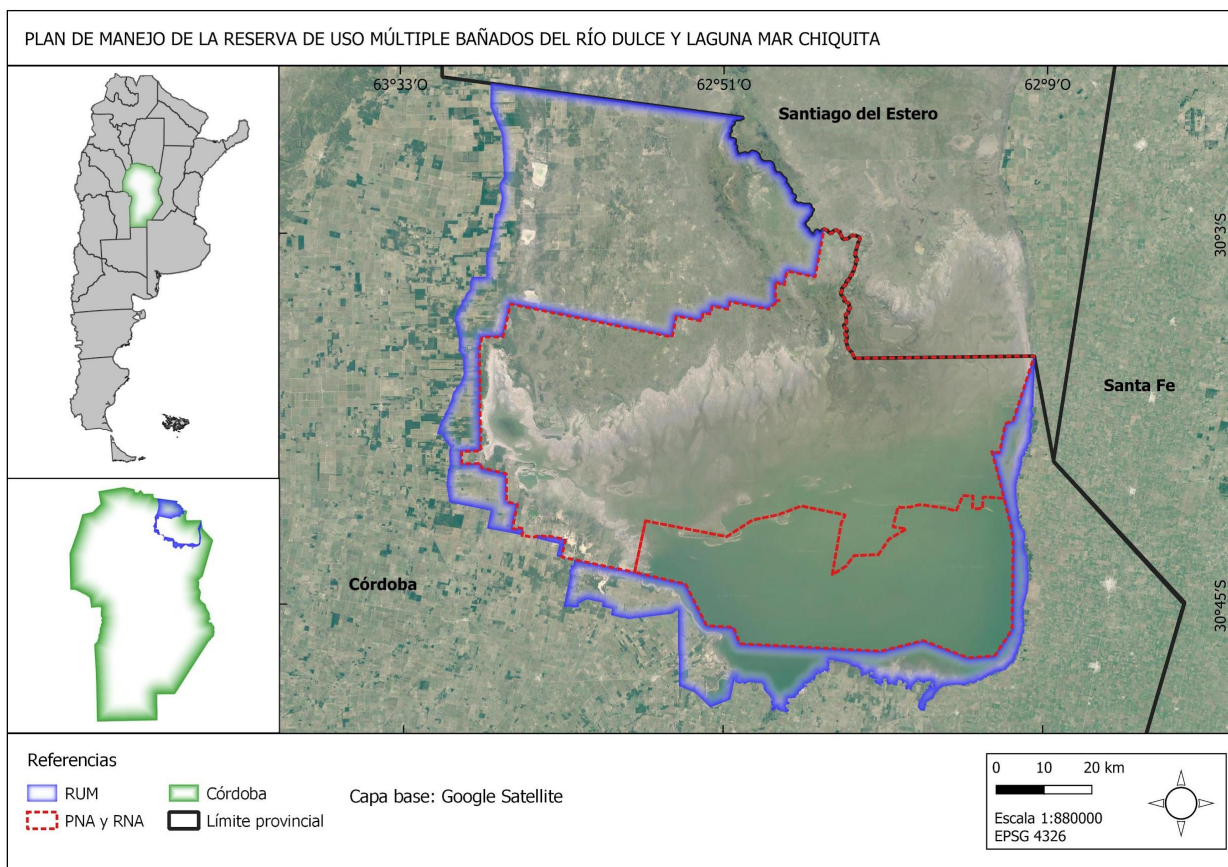 PLAN DE MANEJO DE LA RESERVA DE USO MÚLTIPLE BAÑADOS DEL RÍO DULCE Y LAGUNA MAR CHIQUITA
63°33'O
62°51'O
62°9'O
Santiago del Estero
30°3'S
Santa Fe
Córdoba
30°45'S
Referencias
RUM
Córdoba
PNA y RNA
Límite provincial
Capa base: Google Satellite
0 10 20 km
Escala 1:880000
EPSG 4326